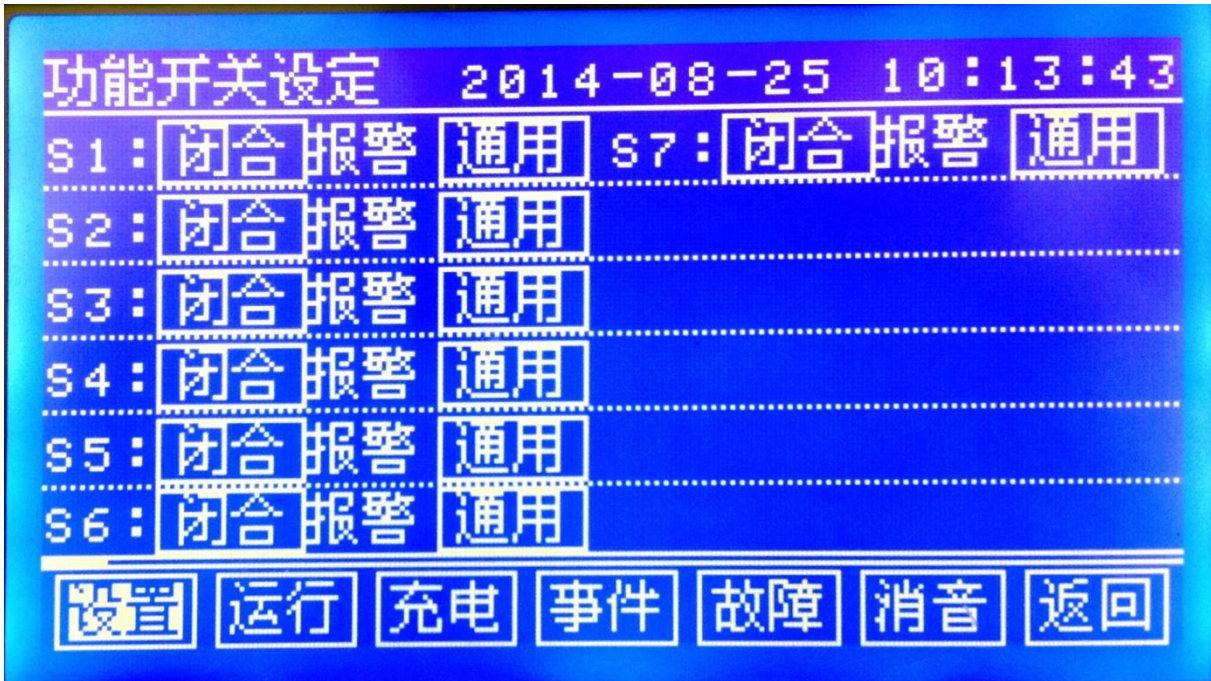 功能开关设定 2014-08-25 10:13:43
S1:闭合报警 通用 S7:闭合报警 通用
S2:闭合报警 通用
S3:闭合报警 通用
S4:闭合报警 通用
S5:闭合报警 通用
S6:闭合报警 通用
设置 运行 充电 事件 故障 消音 返回